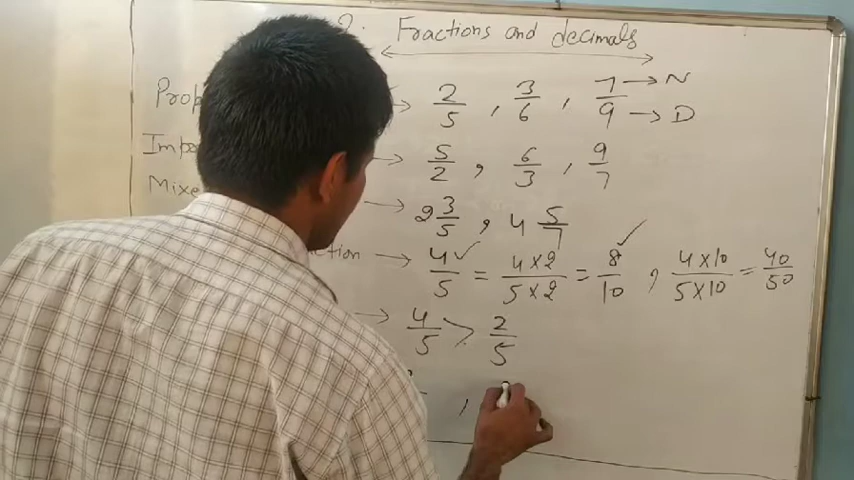 2. Fractions and decimals
→ 2/5 , 3/6 , 7/9 → N → D
→ 5/2 , 6/3 , 9/7
→ 2 3/5 , 4 5/7
→ 4/5 ✓ = 4×2/5×2 = 8/10 ✓ , 4×10/5×10 = 40/50
→ 4/5 > 2/5